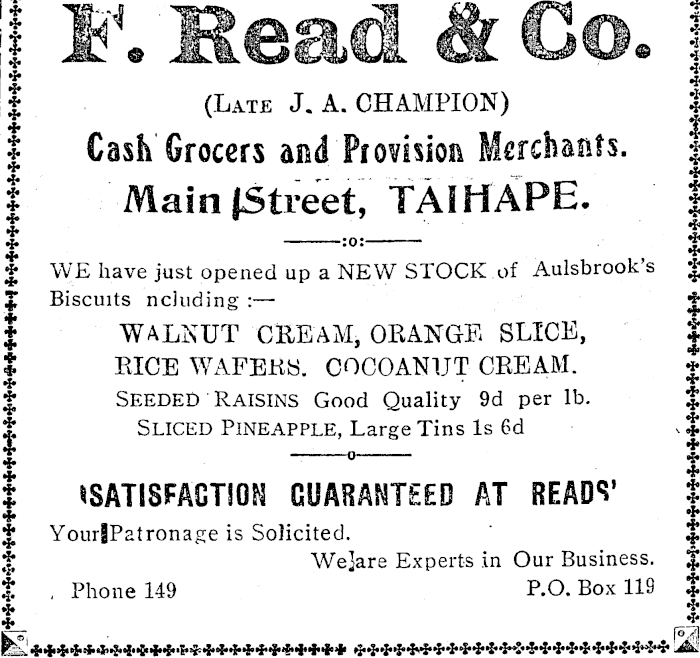 F. Read & Co.
(LATE J. A. CHAMPION)
Cash Grocers and Provision Merchants.
Main Street, TAIHAPE.
:o:
WE have just opened up a NEW STOCK of Aulsbrook's
Biscuits ncluding :—
WALNUT CREAM, ORANGE SLICE,
RICE WAFERS. COCOANUT CREAM.
SEEDED RAISINS Good Quality 9d per lb.
SLICED PINEAPPLE, Large Tins 1s 6d
o
'SATISFACTION GUARANTEED AT READS'
Your Patronage is Solicited.
We are Experts in Our Business.
Phone 149
P.O. Box 119